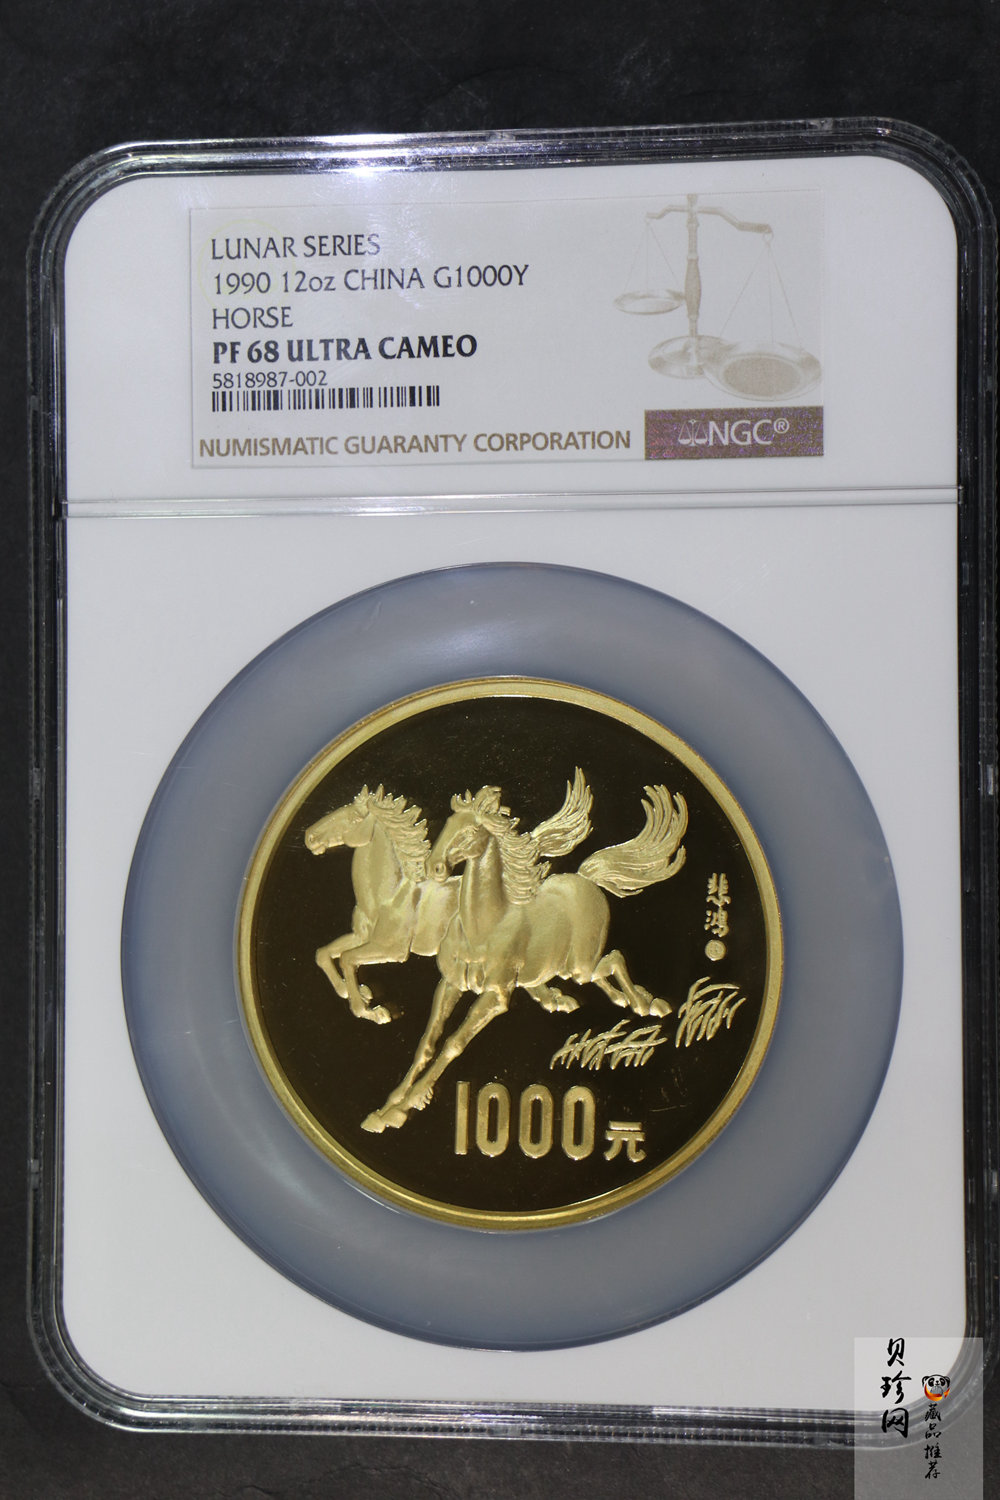 LUNAR SERIES
1990 12oz CHINA G1000Y
HORSE
PF 68 ULTRA CAMEO
5818987-002
NUMISMATIC GUARANTY CORPORATION
NGC®
悲鴻
1000元
贝珍网
藏品推荐